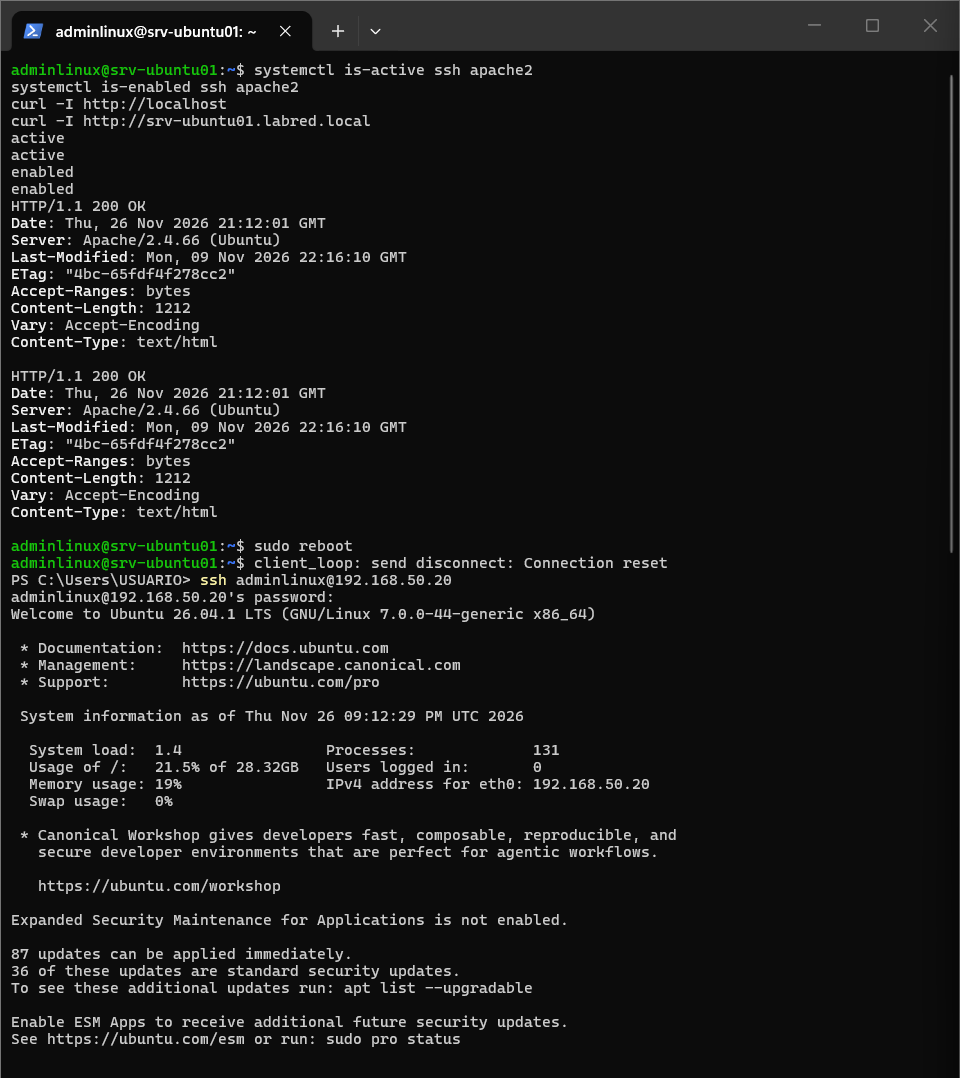 adminlinux@srv-ubuntu01: ~
adminlinux@srv-ubuntu01:~$ systemctl is-active ssh apache2
systemctl is-enabled ssh apache2
curl -I http://localhost
curl -I http://srv-ubuntu01.labred.local
active
active
enabled
enabled
HTTP/1.1 200 OK
Date: Thu, 26 Nov 2026 21:12:01 GMT
Server: Apache/2.4.66 (Ubuntu)
Last-Modified: Mon, 09 Nov 2026 22:16:10 GMT
ETag: "4bc-65fdf4f278cc2"
Accept-Ranges: bytes
Content-Length: 1212
Vary: Accept-Encoding
Content-Type: text/html

HTTP/1.1 200 OK
Date: Thu, 26 Nov 2026 21:12:01 GMT
Server: Apache/2.4.66 (Ubuntu)
Last-Modified: Mon, 09 Nov 2026 22:16:10 GMT
ETag: "4bc-65fdf4f278cc2"
Accept-Ranges: bytes
Content-Length: 1212
Vary: Accept-Encoding
Content-Type: text/html

adminlinux@srv-ubuntu01:~$ sudo reboot
adminlinux@srv-ubuntu01:~$ client_loop: send disconnect: Connection reset
PS C:\Users\USUARIO> ssh adminlinux@192.168.50.20
adminlinux@192.168.50.20's password:
Welcome to Ubuntu 26.04.1 LTS (GNU/Linux 7.0.0-44-generic x86_64)

 * Documentation:  https://docs.ubuntu.com
 * Management:     https://landscape.canonical.com
 * Support:        https://ubuntu.com/pro

 System information as of Thu Nov 26 09:12:29 PM UTC 2026

  System load:  1.4                Processes:             131
  Usage of /:   21.5% of 28.32GB   Users logged in:       0
  Memory usage: 19%                IPv4 address for eth0: 192.168.50.20
  Swap usage:   0%

 * Canonical Workshop gives developers fast, composable, reproducible, and
   secure developer environments that are perfect for agentic workflows.

   https://ubuntu.com/workshop

Expanded Security Maintenance for Applications is not enabled.

87 updates can be applied immediately.
36 of these updates are standard security updates.
To see these additional updates run: apt list --upgradable

Enable ESM Apps to receive additional future security updates.
See https://ubuntu.com/esm or run: sudo pro status